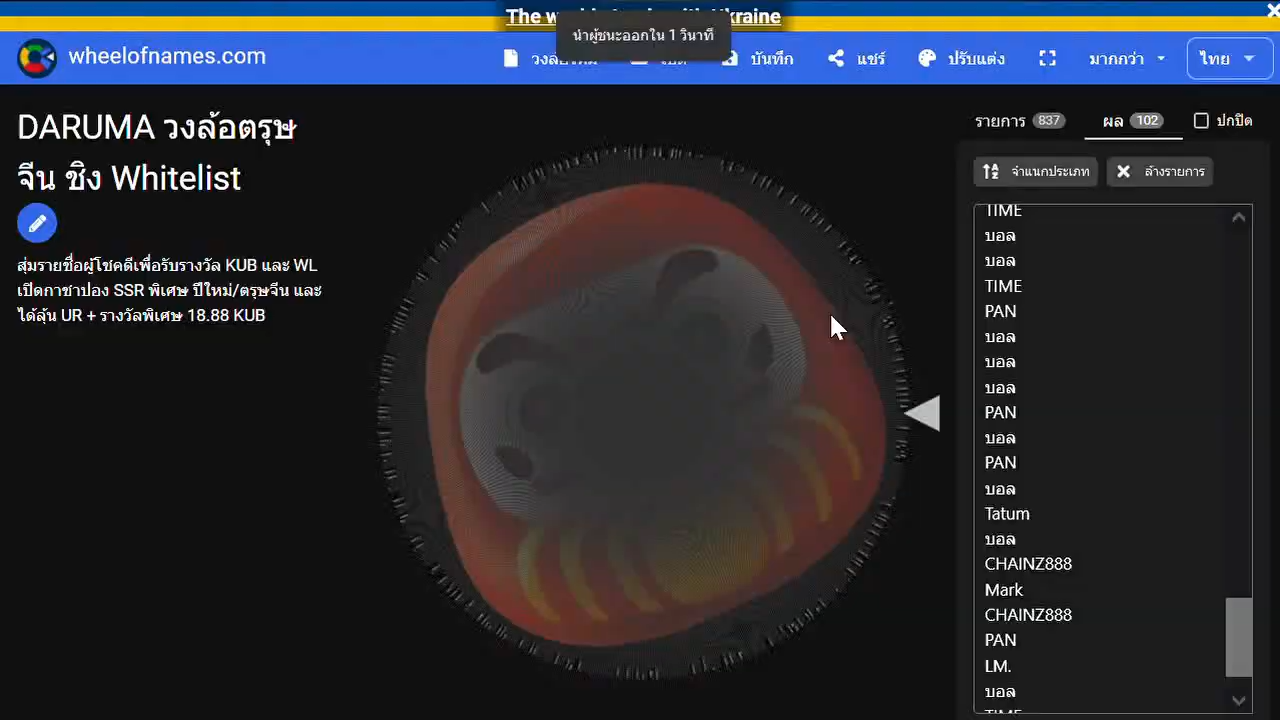 The world ... Ukraine
นำผู้ชนะออกใน 1 วินาที
wheelofnames.com
บันทึก
แชร์
ปรับแต่ง
มากกว่า
ไทย
DARUMA วงล้อตรุษ
จีน ชิง Whitelist
สุ่มรายชื่อผู้โชคดีเพื่อรับรางวัล KUB และ WL
เปิดกาชาปอง SSR พิเศษ ปีใหม่/ตรุษจีน และ
ได้ลุ้น UR + รางวัลพิเศษ 18.88 KUB
รายการ 837
ผล 102
ปกปิด
จำแนกประเภท
ล้างรายการ
TIME
บอล
บอล
TIME
PAN
บอล
บอล
บอล
PAN
บอล
PAN
บอล
Tatum
บอล
CHAINZ888
Mark
CHAINZ888
PAN
LM.
บอล
TIME